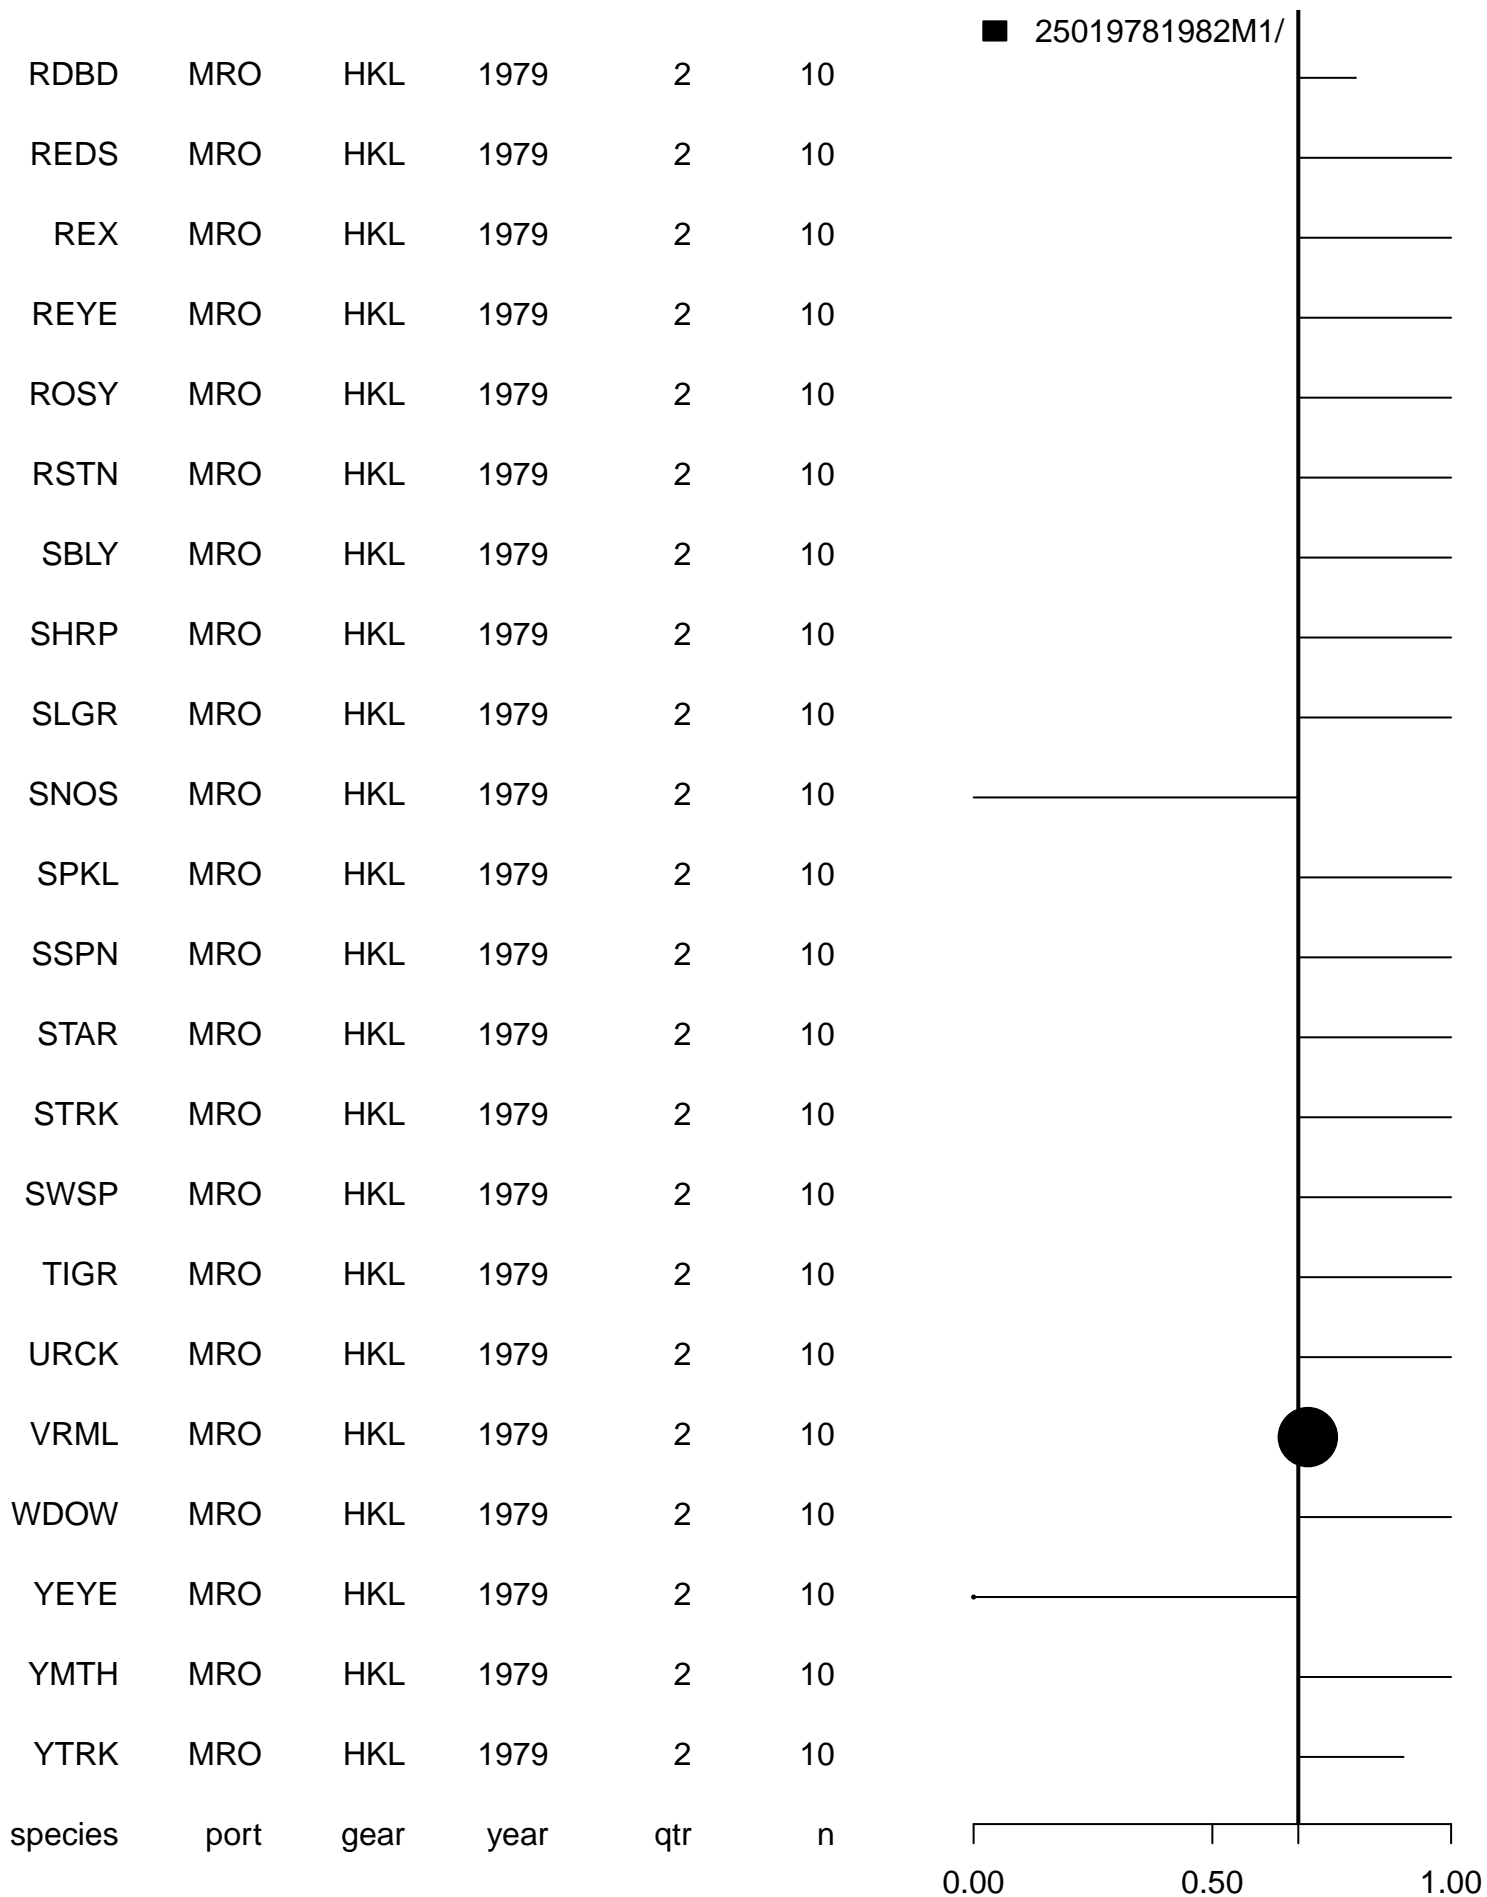 25019781982M1/
RDBD MRO HKL 1979 2 10
REDS MRO HKL 1979 2 10
REX MRO HKL 1979 2 10
REYE MRO HKL 1979 2 10
ROSY MRO HKL 1979 2 10
RSTN MRO HKL 1979 2 10
SBLY MRO HKL 1979 2 10
SHRP MRO HKL 1979 2 10
SLGR MRO HKL 1979 2 10
SNOS MRO HKL 1979 2 10
SPKL MRO HKL 1979 2 10
SSPN MRO HKL 1979 2 10
STAR MRO HKL 1979 2 10
STRK MRO HKL 1979 2 10
SWSP MRO HKL 1979 2 10
TIGR MRO HKL 1979 2 10
URCK MRO HKL 1979 2 10
VRML MRO HKL 1979 2 10
WDOW MRO HKL 1979 2 10
YEYE MRO HKL 1979 2 10
YMTH MRO HKL 1979 2 10
YTRK MRO HKL 1979 2 10
species port gear year qtr n
0.00 0.50 1.00